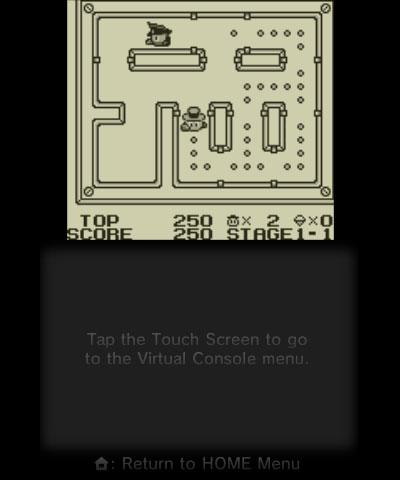 TOP 250 × 2 ×0
SCORE 250 STAGE1-1
Tap the Touch Screen to go
to the Virtual Console menu.
: Return to HOME Menu